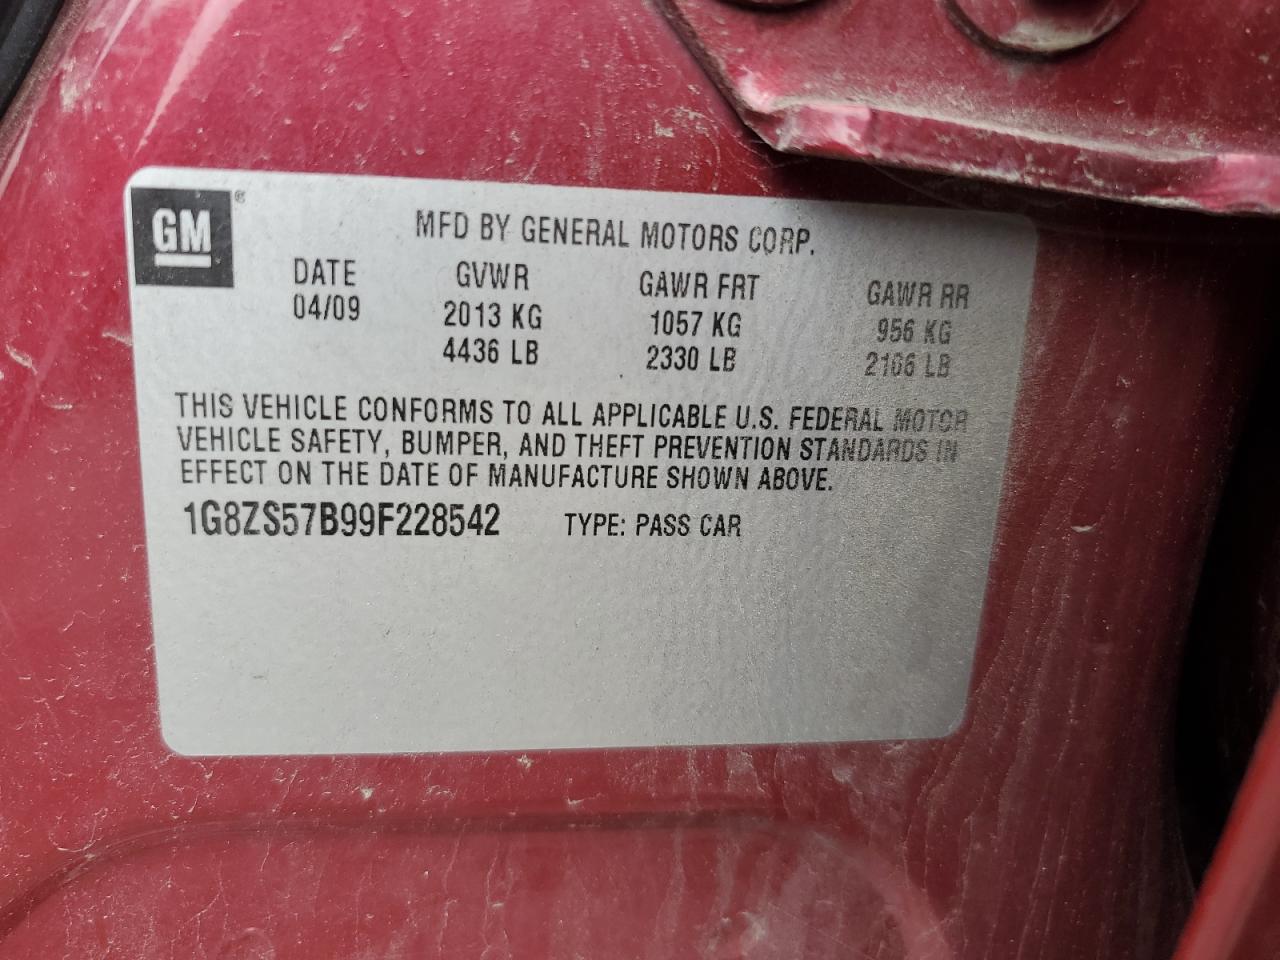 GM®
MFD BY GENERAL MOTORS CORP.
DATE GVWR GAWR FRT GAWR RR
04/09 2013 KG 1057 KG 956 KG
4436 LB 2330 LB 2106 LB
THIS VEHICLE CONFORMS TO ALL APPLICABLE U.S. FEDERAL MOTOR
VEHICLE SAFETY, BUMPER, AND THEFT PREVENTION STANDARDS IN
EFFECT ON THE DATE OF MANUFACTURE SHOWN ABOVE.
1G8ZS57B99F228542 TYPE: PASS CAR